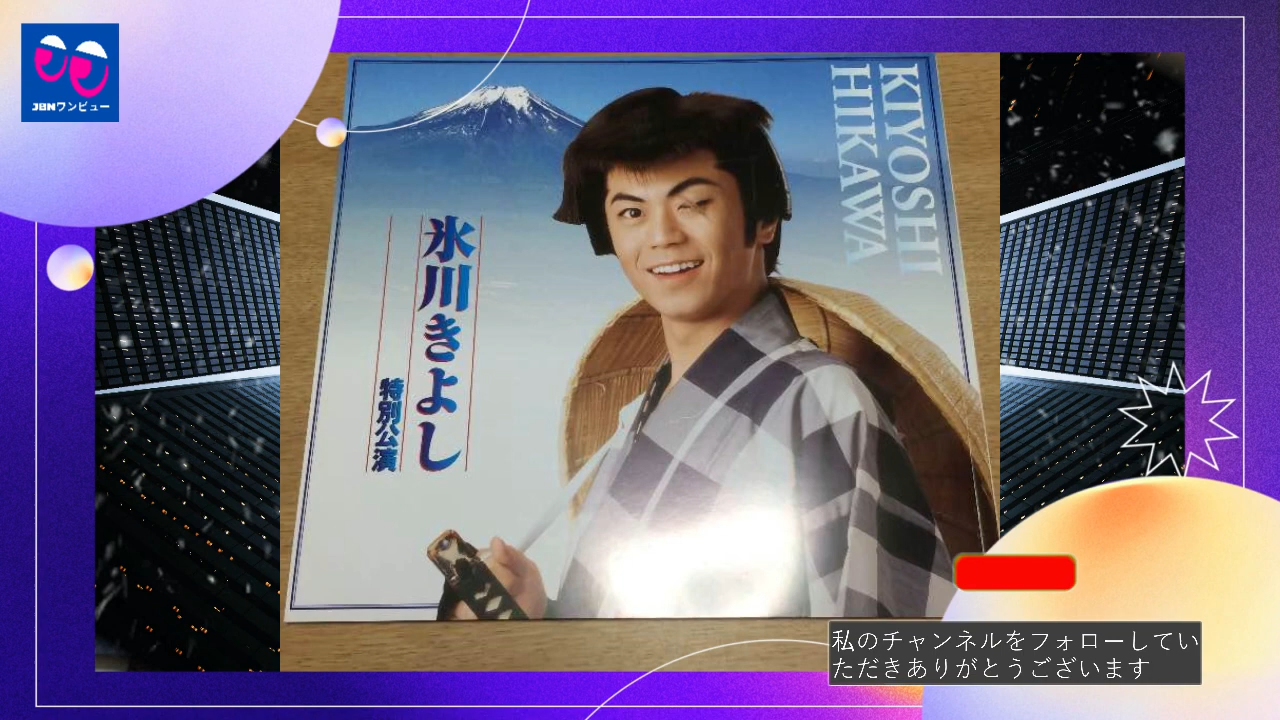 JBNワンビュー
KIYOSHI
HIKAWA
氷川きよし
特別公演
私のチャンネルをフォローしてい
ただきありがとうございます